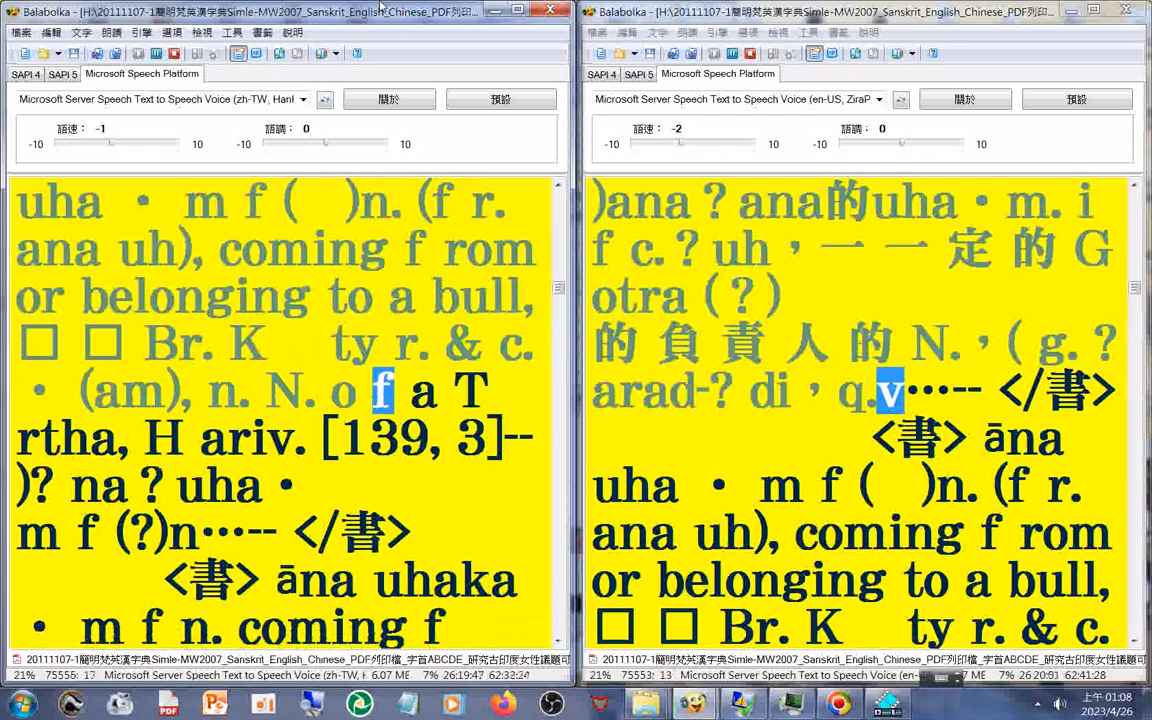 Balabolka - [H:\20111107-1簡明梵英漢字典Simle-MW2007_Sanskrit_English_Chinese_PDF列印...
檔案 編輯 文字 朗讀 引擎 選項 檢視 工具 書籤 說明
SAPI 4 SAPI 5 Microsoft Speech Platform
Microsoft Server Speech Text to Speech Voice (zh-TW, Hanl
關於 預設
語速： -1 語調： 0
-10 10 -10 10
uha ‧ m f ( )n. (f r.
ana uh), coming f rom
or belonging to a bull,
□ □ Br. K ty r. & c.
‧ (am), n. N. o f a T
rtha, H ariv. [139, 3]--
)? na？uha‧
m f (?)n…-- </書>
<書> āna uhaka
‧ m f n. coming f
20111107-1簡明梵英漢字典Simle-MW2007_Sanskrit_English_Chinese_PDF列印檔_字首ABCDE_研究古印度女性議題可
21% 75556: 17 Microsoft Server Speech Text to Speech Voice (zh-TW, H 6.07 ME 7% 26:19:47 62:33:24
Balabolka - [H:\20111107-1簡明梵英漢字典Simle-MW2007_Sanskrit_English_Chinese_PDF列印...
檔案 編輯 文字 朗讀 引擎 選項 檢視 工具 書籤 說明
SAPI 4 SAPI 5 Microsoft Speech Platform
Microsoft Server Speech Text to Speech Voice (en-US, ZiraP
關於 預設
語速： -2 語調： 0
-10 10 -10 10
)ana？ana的uha‧m. i
f c.？uh，一 一 定 的 G
otra (？)
的 負 責 人 的 N.，( g. ?
arad-? di，q.v…-- </書>
<書> āna
uha ‧ m f ( )n. (f r.
ana uh), coming f rom
or belonging to a bull,
□ □ Br. K ty r. & c.
20111107-1簡明梵英漢字典Simle-MW2007_Sanskrit_English_Chinese_PDF列印檔_字首ABCDE_研究古印度女性議題可
21% 75553: 13 Microsoft Server Speech Text to Speech Voice (en-US, 6.07 ME 7% 26:20:9 62:41:28
上午 01:08
2023/4/26